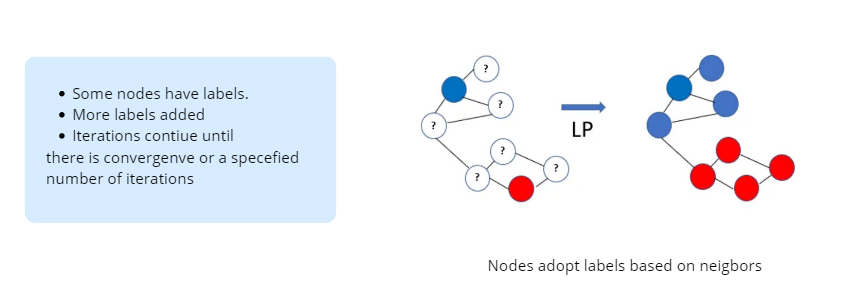 • Some nodes have labels.
• More labels added
• Iterations contiue until
there is convergenve or a specefied
number of iterations
?
?
?
?
?
?
LP
Nodes adopt labels based on neigbors